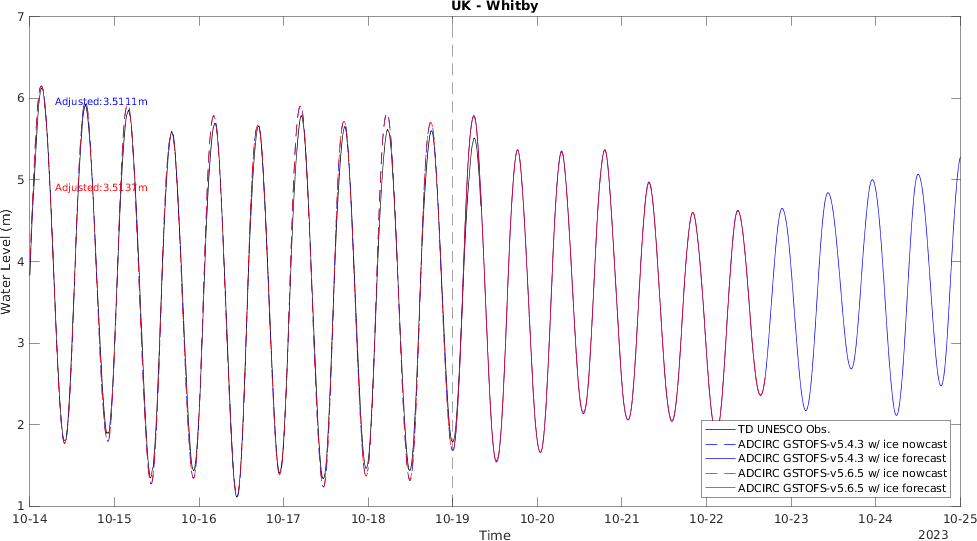 UK - Whitby
7
6
5
4
3
2
1
Water Level (m)
Adjusted:3.5111m
Adjusted:3.5137m
TD UNESCO Obs.
ADCIRC GSTOFS-v5.4.3 w/ ice nowcast
ADCIRC GSTOFS-v5.4.3 w/ ice forecast
ADCIRC GSTOFS-v5.6.5 w/ ice nowcast
ADCIRC GSTOFS-v5.6.5 w/ ice forecast
10-14 10-15 10-16 10-17 10-18 10-19 10-20 10-21 10-22 10-23 10-24 10-25
Time
2023